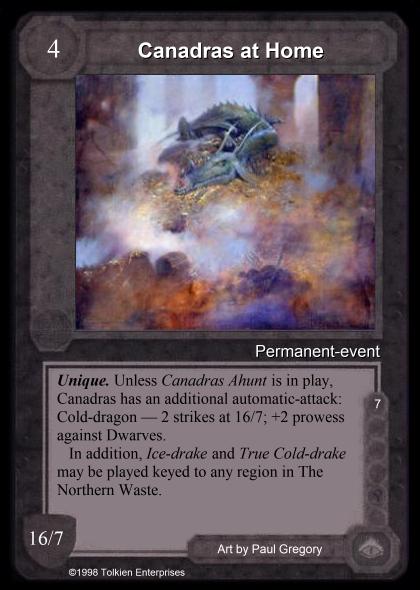 4
Canadras at Home
Permanent-event
Unique. Unless Canadras Ahunt is in play,
Canadras has an additional automatic-attack:
Cold-dragon — 2 strikes at 16/7; +2 prowess
against Dwarves.
In addition, Ice-drake and True Cold-drake
may be played keyed to any region in The
Northern Waste.
7
16/7
Art by Paul Gregory
©1998 Tolkien Enterprises